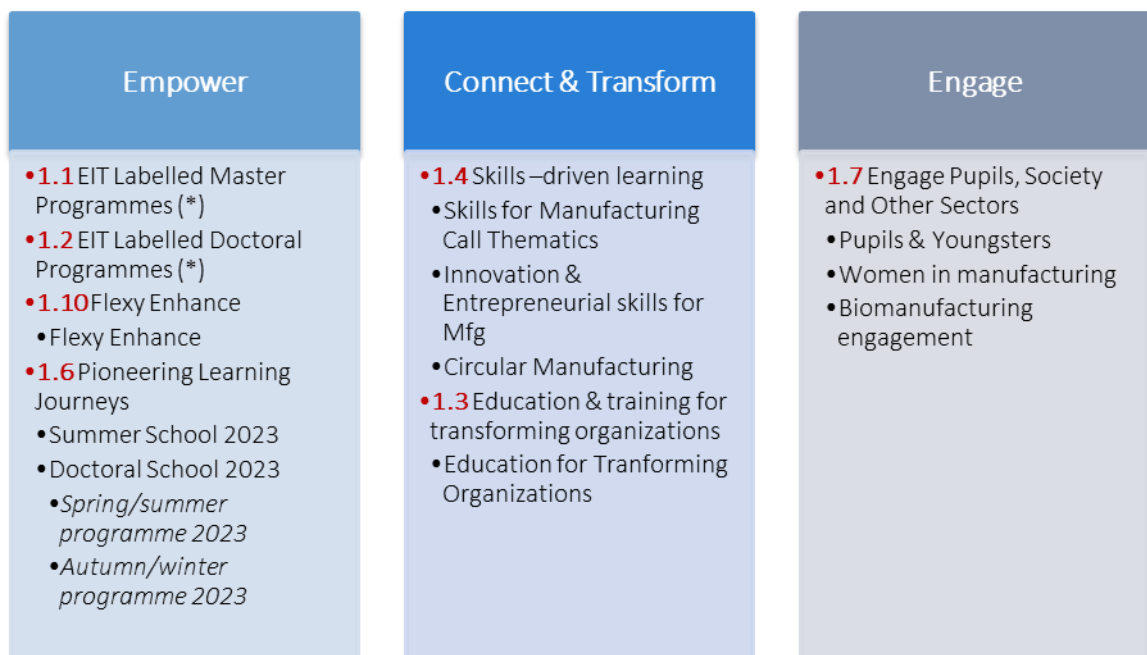 Empower
•1.1 EIT Labelled Master
Programmes (*)
•1.2 EIT Labelled Doctoral
Programmes (*)
•1.10 Flexy Enhance
•Flexy Enhance
•1.6 Pioneering Learning
Journeys
•Summer School 2023
•Doctoral School 2023
•Spring/summer
programme 2023
•Autumn/winter
programme 2023
Connect & Transform
•1.4 Skills –driven learning
•Skills for Manufacturing
Call Thematics
•Innovation &
Entrepreneurial skills for
Mfg
•Circular Manufacturing
•1.3 Education & training for
transforming organizations
•Education for Tranforming
Organizations
Engage
•1.7 Engage Pupils, Society
and Other Sectors
•Pupils & Youngsters
•Women in manufacturing
•Biomanufacturing
engagement